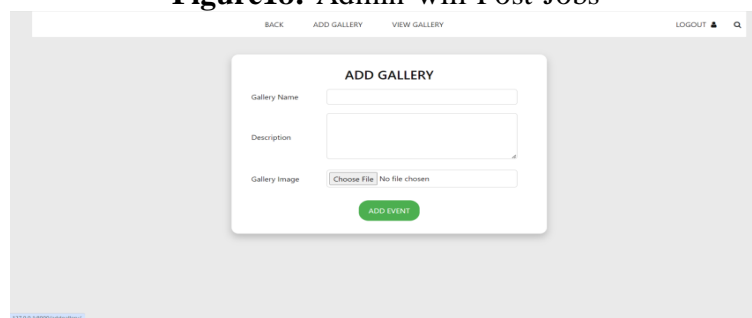 Figure18: Admin Will Post Jobs
BACK ADD GALLERY VIEW GALLERY LOGOUT
ADD GALLERY
Gallery Name
Description
Gallery Image Choose File No file chosen
ADD EVENT